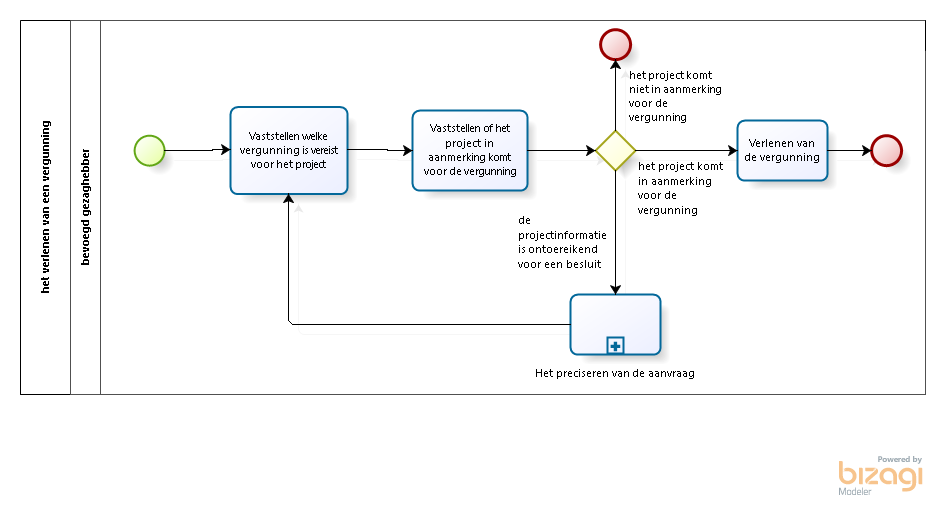 het verlenen van een vergunning
bevoegd gezaghebber
Vaststellen welke
vergunning is vereist
voor het project
Vaststellen of het
project in
aanmerking komt
voor de vergunning
het project komt
niet in aanmerking
voor de
vergunning
het project komt
in aanmerking
voor de
vergunning
Verlenen van
de vergunning
de
projectinformatie
is ontoereikend
voor een besluit
Het preciseren van de aanvraag
Powered by
bizagi
Modeler